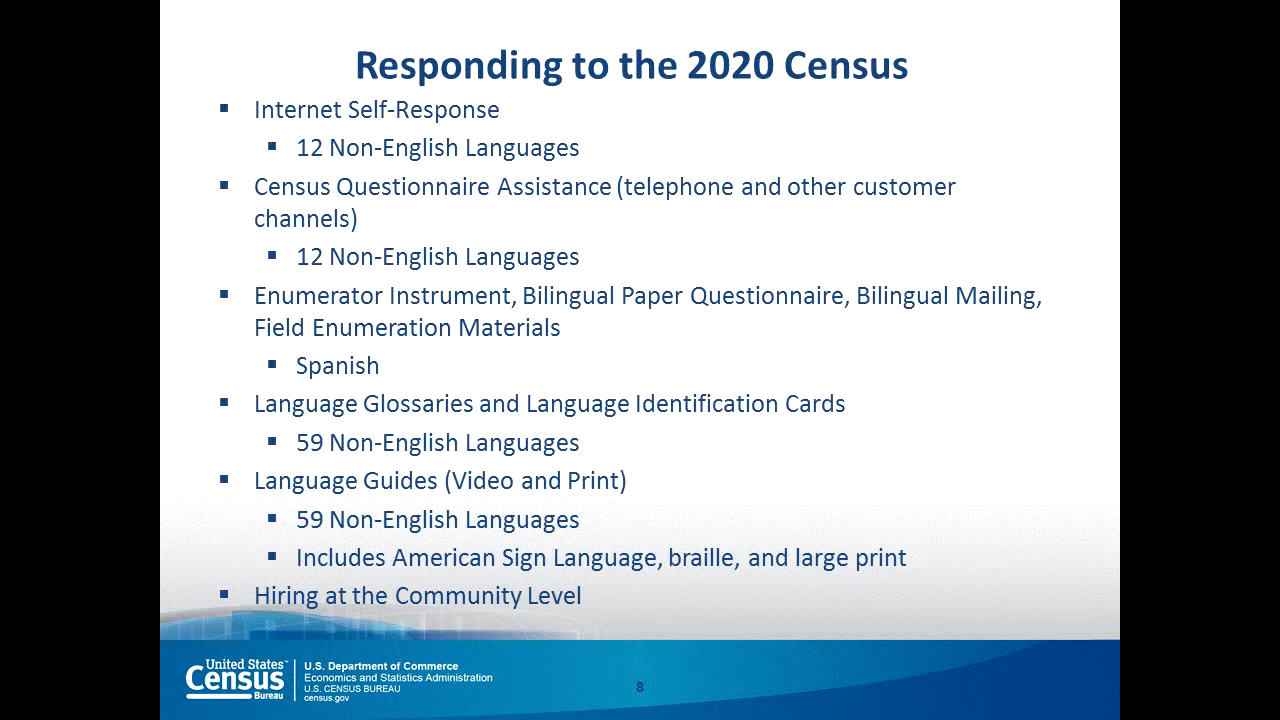 Responding to the 2020 Census
▪ Internet Self-Response
▪ 12 Non-English Languages
▪ Census Questionnaire Assistance (telephone and other customer
channels)
▪ 12 Non-English Languages
▪ Enumerator Instrument, Bilingual Paper Questionnaire, Bilingual Mailing,
Field Enumeration Materials
▪ Spanish
▪ Language Glossaries and Language Identification Cards
▪ 59 Non-English Languages
▪ Language Guides (Video and Print)
▪ 59 Non-English Languages
▪ Includes American Sign Language, braille, and large print
▪ Hiring at the Community Level
United States™
Census
Bureau
U.S. Department of Commerce
Economics and Statistics Administration
U.S. CENSUS BUREAU
census.gov
8